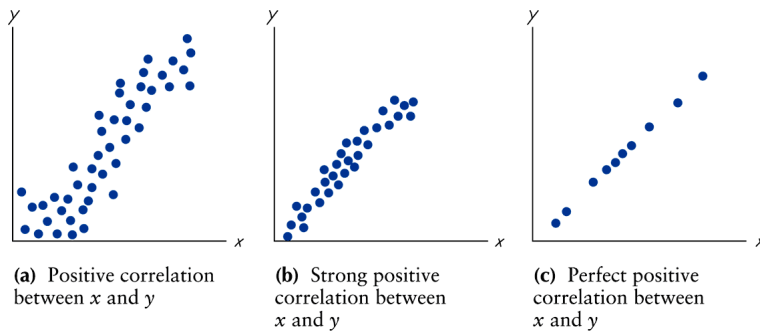 y
y
y
x
x
x
(a) Positive correlation
between x and y
(b) Strong positive
correlation between
x and y
(c) Perfect positive
correlation between
x and y